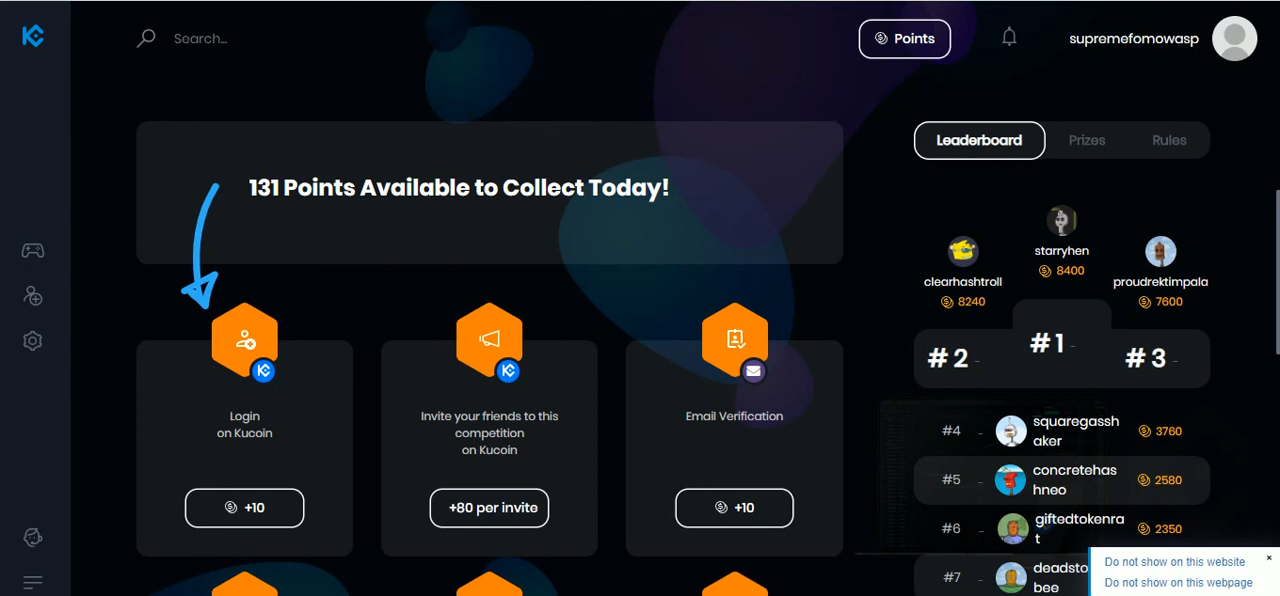 Search...
Points
supremefomowasp
131 Points Available to Collect Today!
Leaderboard
Prizes
Rules
starryhen
8400
clearhashtroll
8240
proudrektimpala
7600
#2
#1
#3
Login
on Kucoin
+10
Invite your friends to this
competition
on Kucoin
+80 per invite
Email Verification
+10
#4
squaregassh
aker
3760
#5
concretehas
hneo
2580
#6
giftedtokenra
t
2350
#7
deadsto
bee
Do not show on this website
Do not show on this webpage